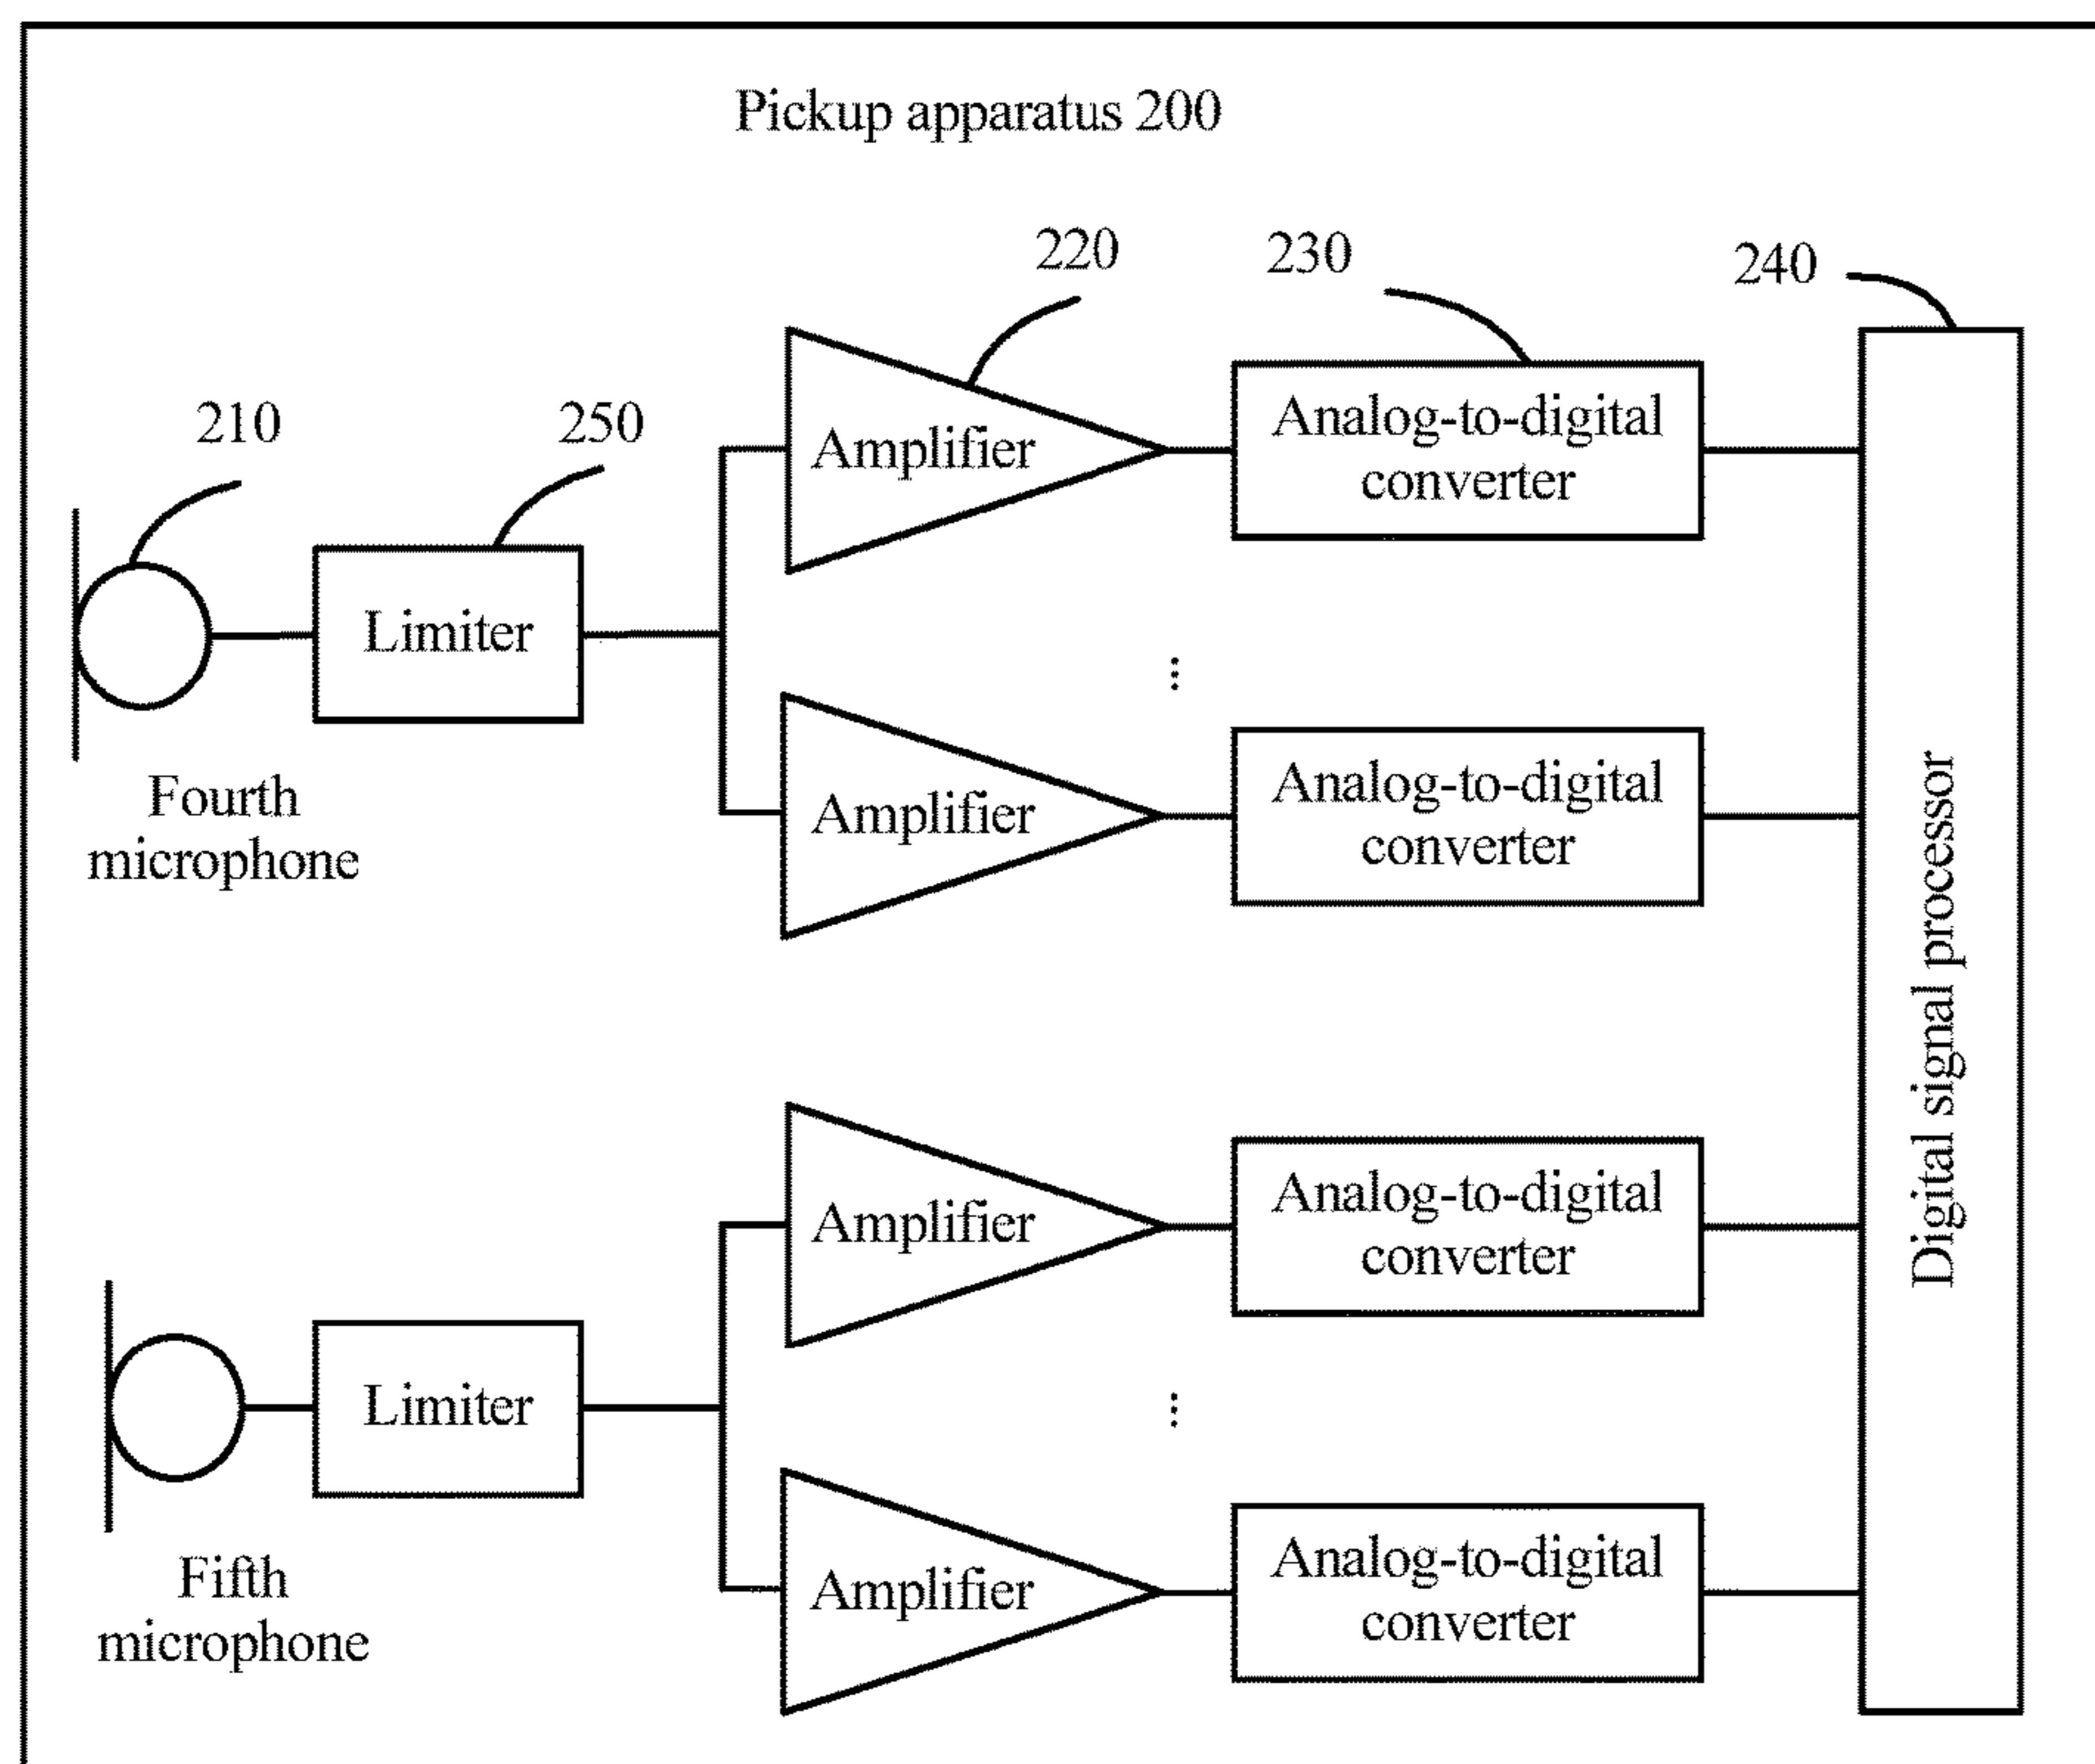 Pickup apparatus 200
220
230
240
210
250
Amplifier
Analog-to-digital
converter
Limiter
...
Fourth
microphone
Amplifier
Analog-to-digital
converter
Digital signal processor
Amplifier
Analog-to-digital
converter
Limiter
...
Fifth
microphone
Amplifier
Analog-to-digital
converter